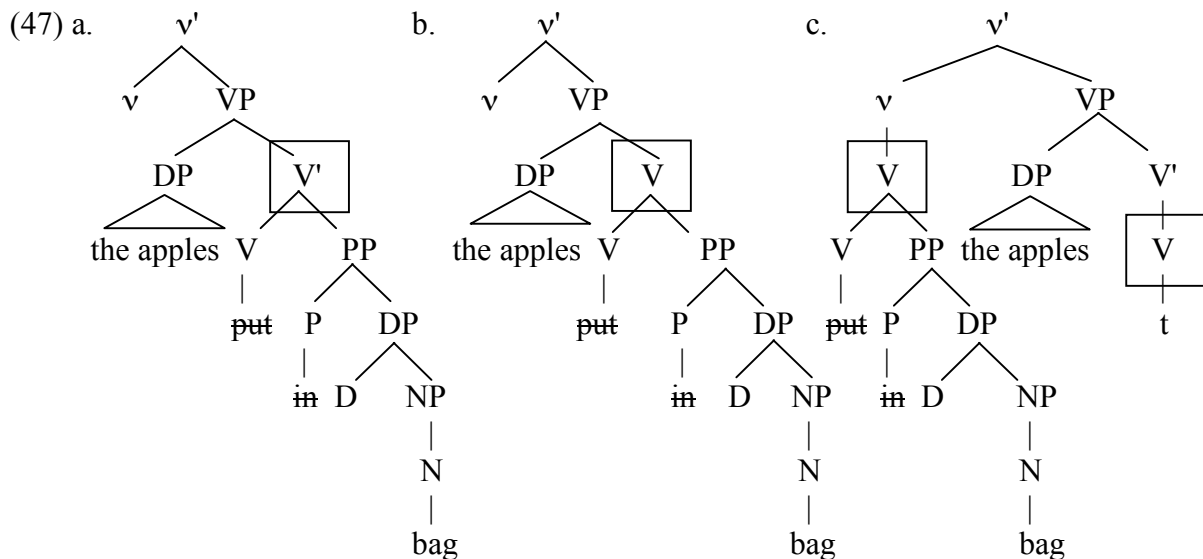 (47) a. ν' b. ν' c. ν'
ν VP ν VP ν VP
DP V' DP V V DP V'
the apples V PP the apples V PP V PP the apples V
put P DP put P DP put P DP t
in D NP in D NP in D NP
N N N
bag bag bag